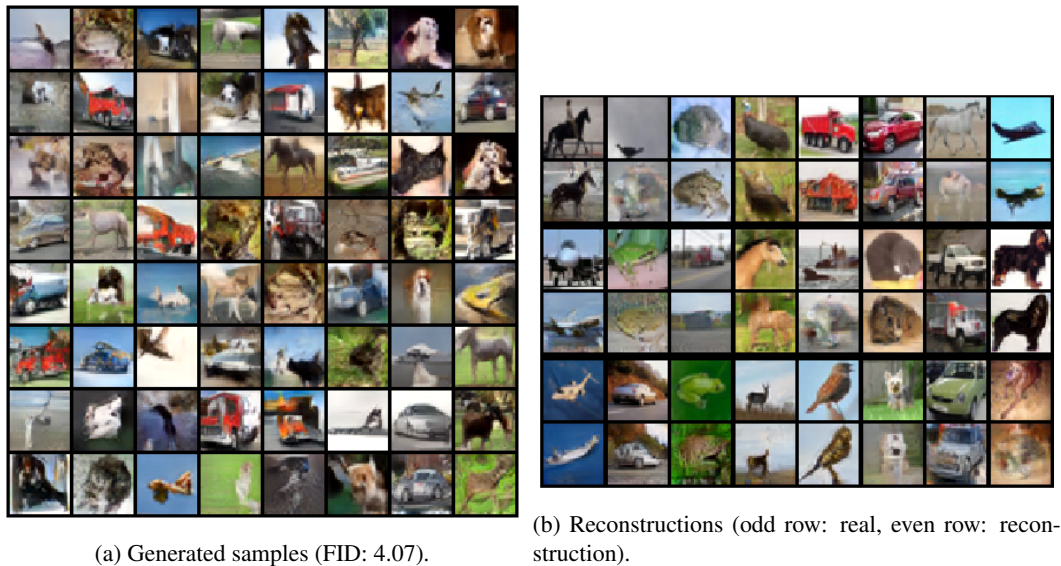 (a) Generated samples (FID: 4.07).
(b) Reconstructions (odd row: real, even row: recon-
struction).